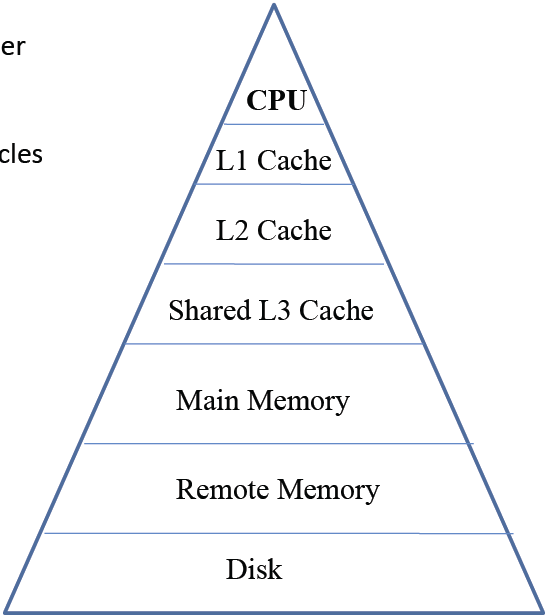 er
CPU
cles
L1 Cache
L2 Cache
Shared L3 Cache
Main Memory
Remote Memory
Disk